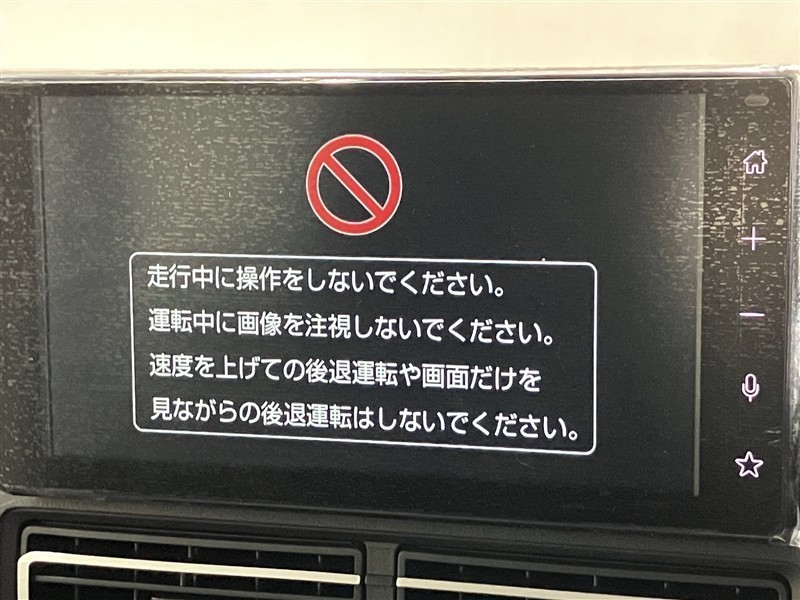 走行中に操作をしないでください。
運転中に画像を注視しないでください。
速度を上げての後退運転や画面だけを
見ながらの後退運転はしないでください。